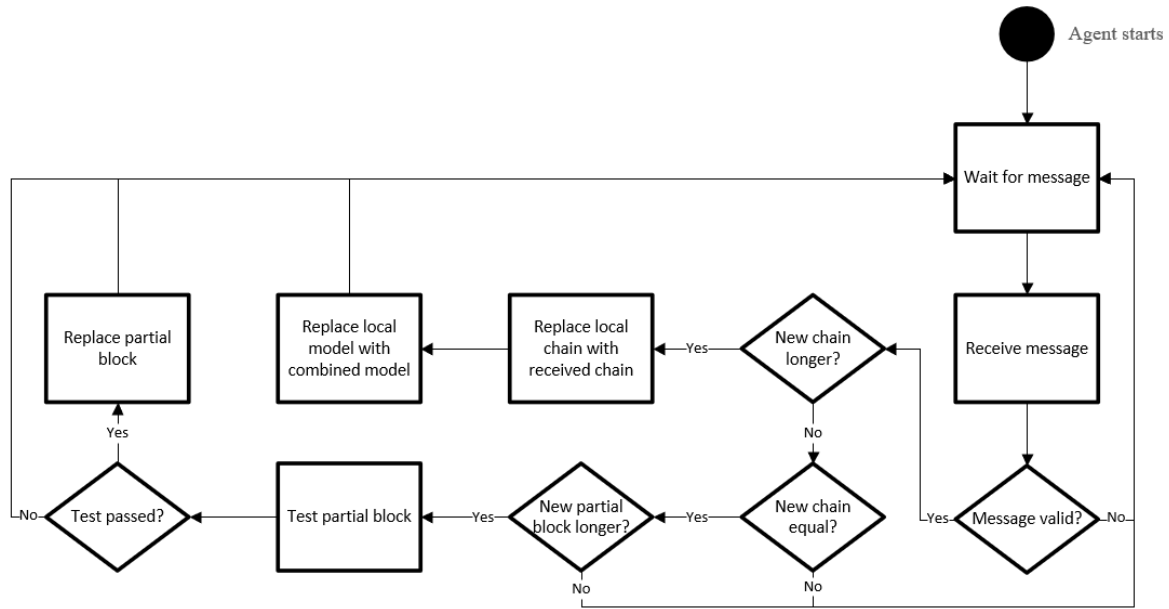 Agent starts
Wait for message
Replace partial
block
Replace local
model with
combined model
Replace local
chain with
received chain
Yes
New chain
longer?
Receive message
Yes
No
No
Test passed?
Test partial block
Yes
New partial
block longer?
Yes
New chain
equal?
Yes
Message valid?
No
No
No